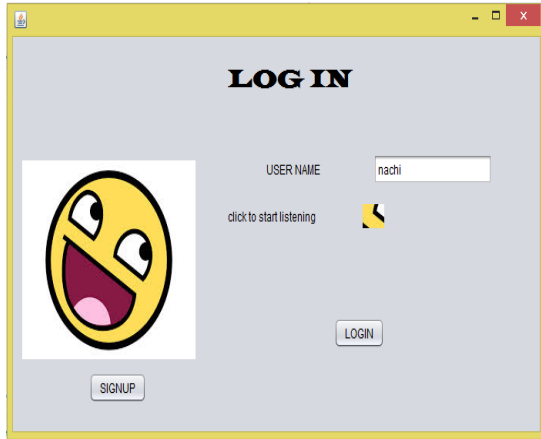 LOG IN
USER NAME nachi
click to start listening
LOGIN
SIGNUP